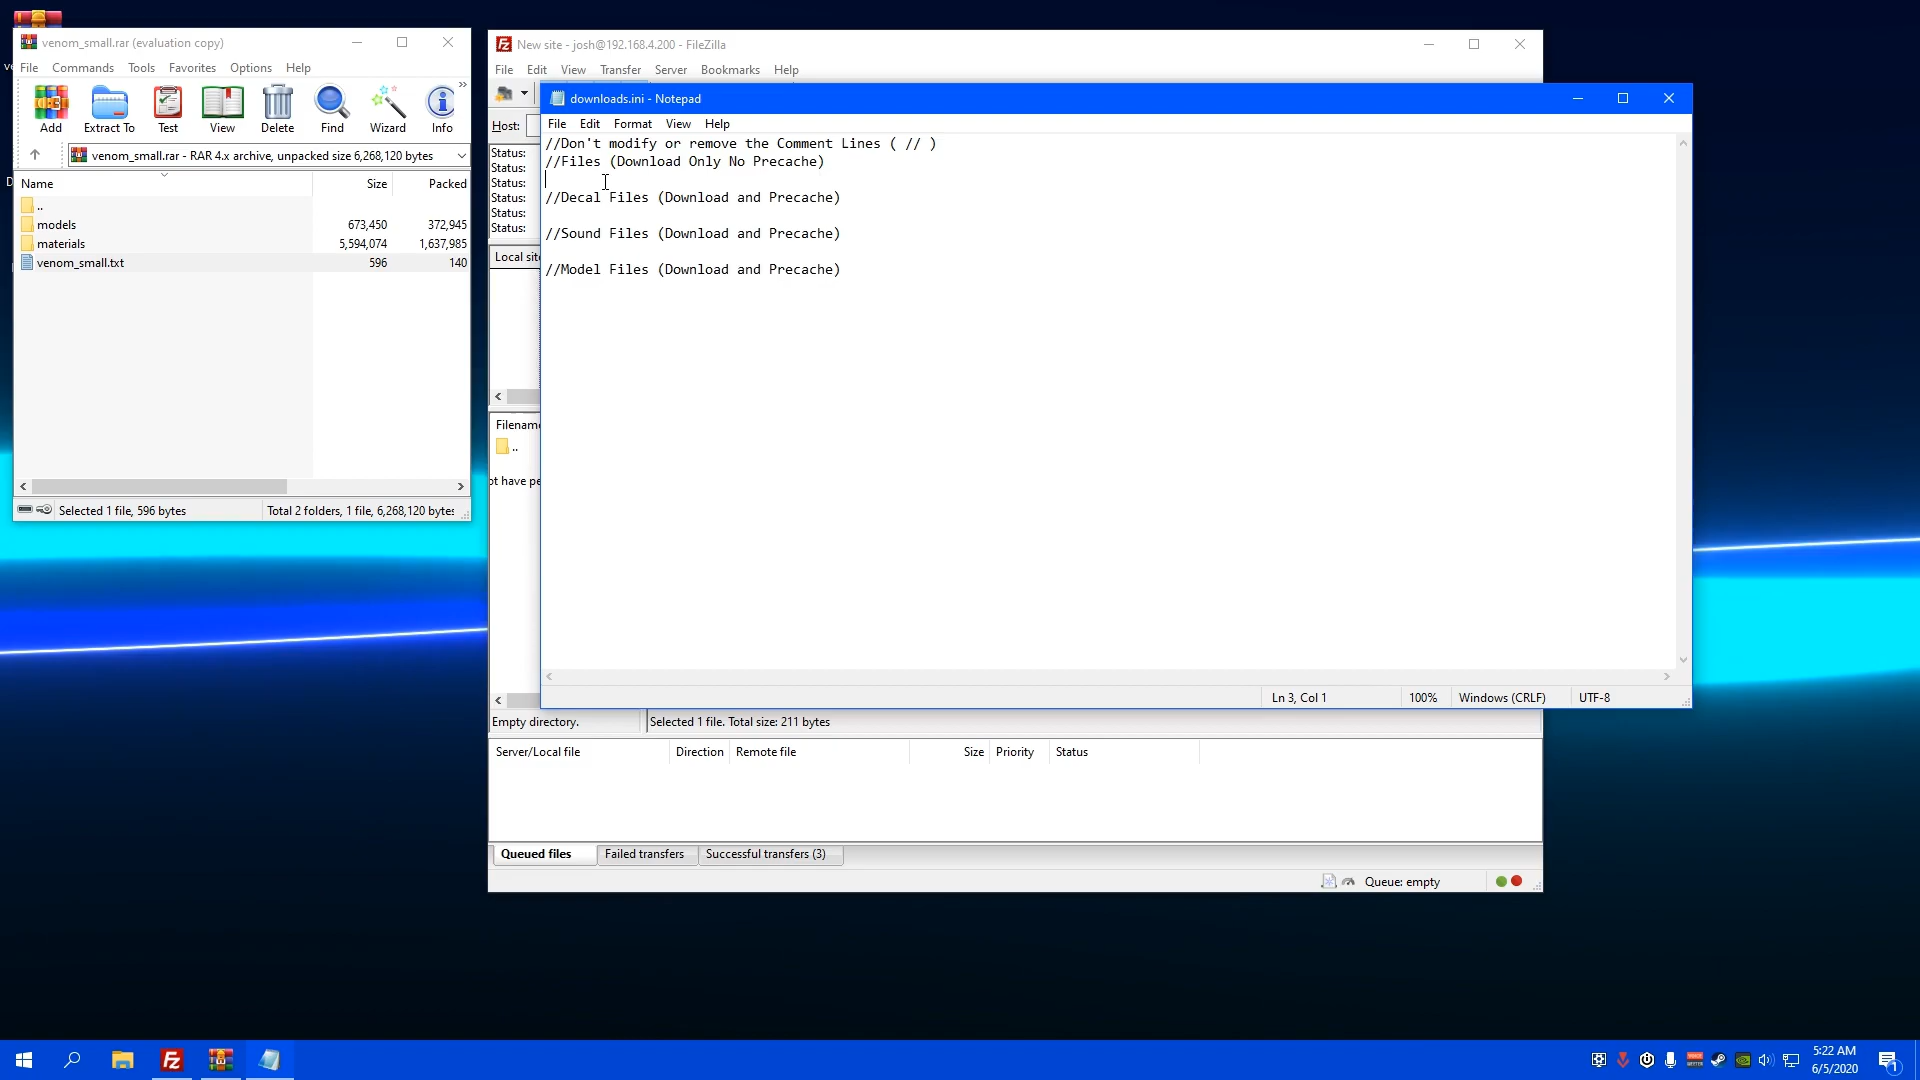 venom_small.rar (evaluation copy)
File Commands Tools Favorites Options Help
Add Extract To Test View Delete Find Wizard Info
venom_small.rar - RAR 4.x archive, unpacked size 6,268,120 bytes
Name Size Packed
..
models 673,450 372,945
materials 5,594,074 1,637,985
venom_small.txt 596 140
Selected 1 file, 596 bytes
Total 2 folders, 1 file, 6,268,120 bytes
New site - josh@192.168.4.200 - FileZilla
File Edit View Transfer Server Bookmarks Help
Host:
Status:
Status:
Status:
Status:
Status:
Status:
Local site
Filename
..
ot have pe
downloads.ini - Notepad
File Edit Format View Help
//Don't modify or remove the Comment Lines ( // )
//Files (Download Only No Precache)
//Decal Files (Download and Precache)
//Sound Files (Download and Precache)
//Model Files (Download and Precache)
Ln 3, Col 1 100% Windows (CRLF) UTF-8
Empty directory.
Selected 1 file. Total size: 211 bytes
Server/Local file Direction Remote file Size Priority Status
Queued files Failed transfers Successful transfers (3)
Queue: empty
5:22 AM
6/5/2020
1